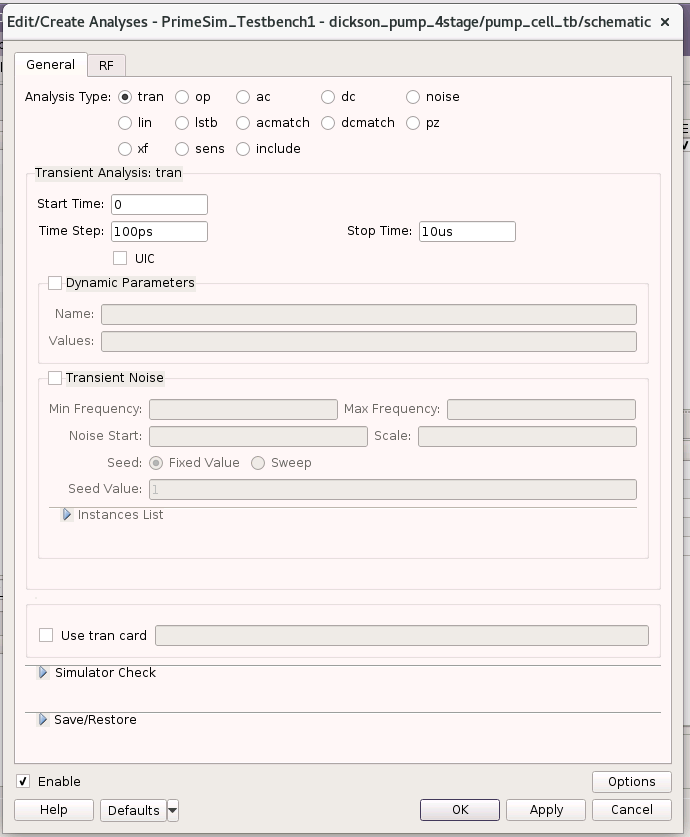 Edit/Create Analyses - PrimeSim_Testbench1 - dickson_pump_4stage/pump_cell_tb/schematic ×
General RF
Analysis Type: tran op ac dc noise
lin lstb acmatch dcmatch pz
xf sens include
Transient Analysis: tran
Start Time: 0
Time Step: 100ps Stop Time: 10us
UIC
Dynamic Parameters
Name:
Values:
Transient Noise
Min Frequency: Max Frequency:
Noise Start: Scale:
Seed: Fixed Value Sweep
Seed Value: 1
Instances List
Use tran card
Simulator Check
Save/Restore
Enable
Options
Help Defaults OK Apply Cancel